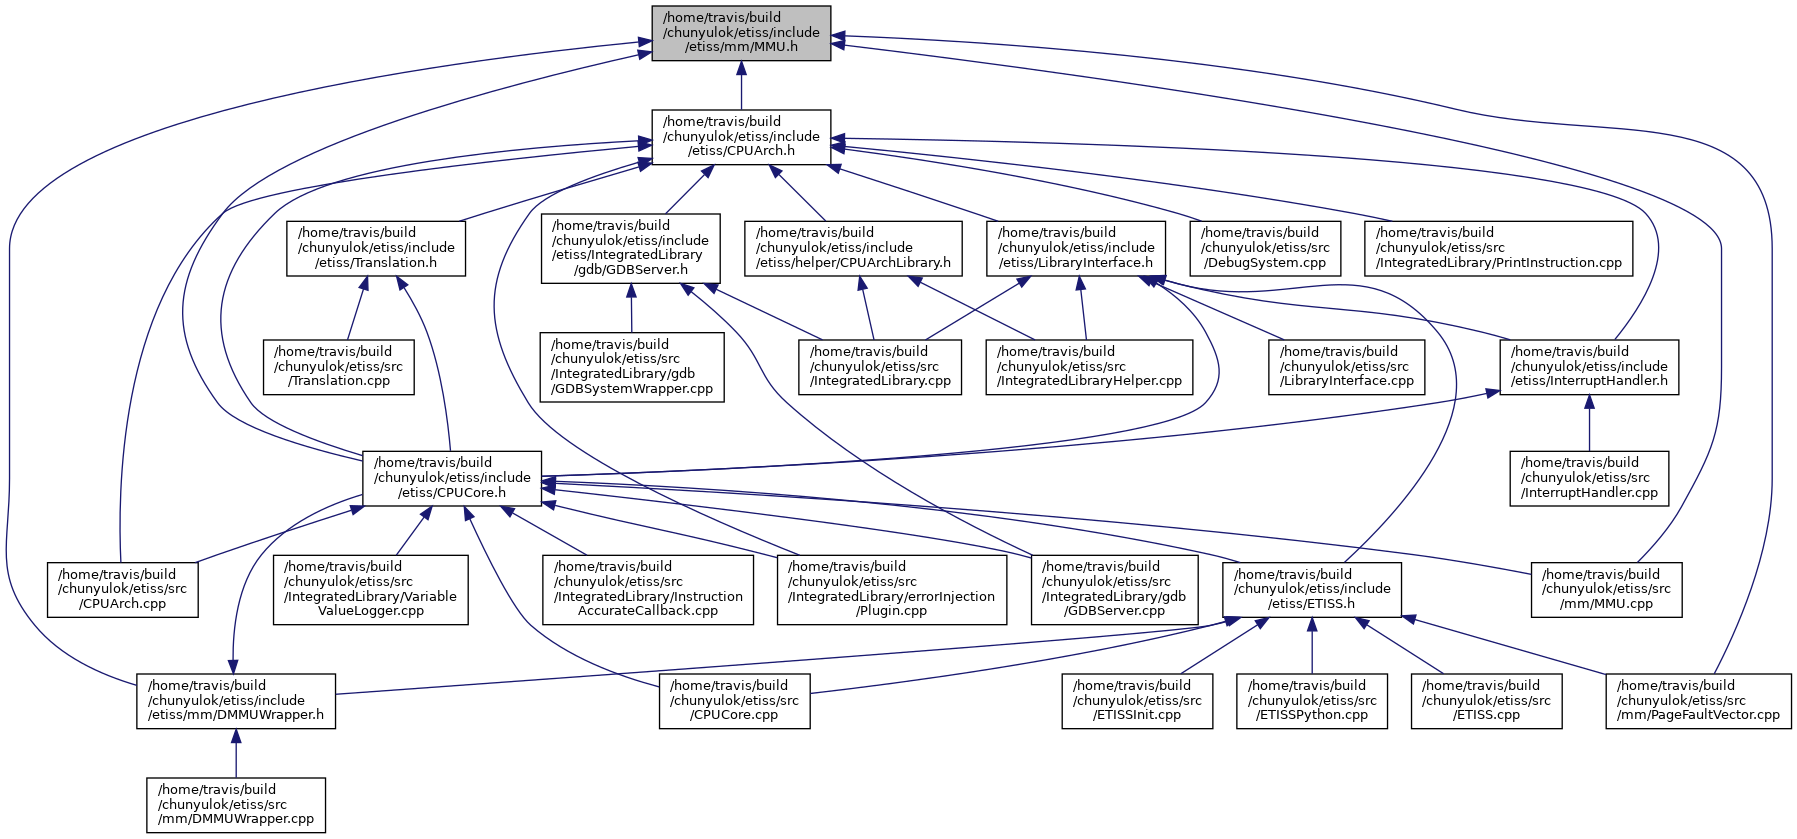 /home/travis/build
/chunyulok/etiss/include
/etiss/mm/MMU.h
/home/travis/build
/chunyulok/etiss/include
/etiss/CPUArch.h
/home/travis/build
/chunyulok/etiss/include
/etiss/Translation.h
/home/travis/build
/chunyulok/etiss/include
/etiss/IntegratedLibrary
/gdb/GDBServer.h
/home/travis/build
/chunyulok/etiss/include
/etiss/helper/CPUArchLibrary.h
/home/travis/build
/chunyulok/etiss/include
/etiss/LibraryInterface.h
/home/travis/build
/chunyulok/etiss/src
/DebugSystem.cpp
/home/travis/build
/chunyulok/etiss/src
/IntegratedLibrary/PrintInstruction.cpp
/home/travis/build
/chunyulok/etiss/src
/Translation.cpp
/home/travis/build
/chunyulok/etiss/src
/IntegratedLibrary/gdb
/GDBSystemWrapper.cpp
/home/travis/build
/chunyulok/etiss/src
/IntegratedLibrary.cpp
/home/travis/build
/chunyulok/etiss/src
/IntegratedLibraryHelper.cpp
/home/travis/build
/chunyulok/etiss/src
/LibraryInterface.cpp
/home/travis/build
/chunyulok/etiss/include
/etiss/InterruptHandler.h
/home/travis/build
/chunyulok/etiss/include
/etiss/CPUCore.h
/home/travis/build
/chunyulok/etiss/src
/InterruptHandler.cpp
/home/travis/build
/chunyulok/etiss/src
/CPUArch.cpp
/home/travis/build
/chunyulok/etiss/src
/IntegratedLibrary/Variable
ValueLogger.cpp
/home/travis/build
/chunyulok/etiss/src
/IntegratedLibrary/Instruction
AccurateCallback.cpp
/home/travis/build
/chunyulok/etiss/src
/IntegratedLibrary/errorInjection
/Plugin.cpp
/home/travis/build
/chunyulok/etiss/src
/IntegratedLibrary/gdb
/GDBServer.cpp
/home/travis/build
/chunyulok/etiss/include
/etiss/ETISS.h
/home/travis/build
/chunyulok/etiss/src
/mm/MMU.cpp
/home/travis/build
/chunyulok/etiss/include
/etiss/mm/DMMUWrapper.h
/home/travis/build
/chunyulok/etiss/src
/CPUCore.cpp
/home/travis/build
/chunyulok/etiss/src
/ETISSInit.cpp
/home/travis/build
/chunyulok/etiss/src
/ETISSPython.cpp
/home/travis/build
/chunyulok/etiss/src
/ETISS.cpp
/home/travis/build
/chunyulok/etiss/src
/mm/PageFaultVector.cpp
/home/travis/build
/chunyulok/etiss/src
/mm/DMMUWrapper.cpp